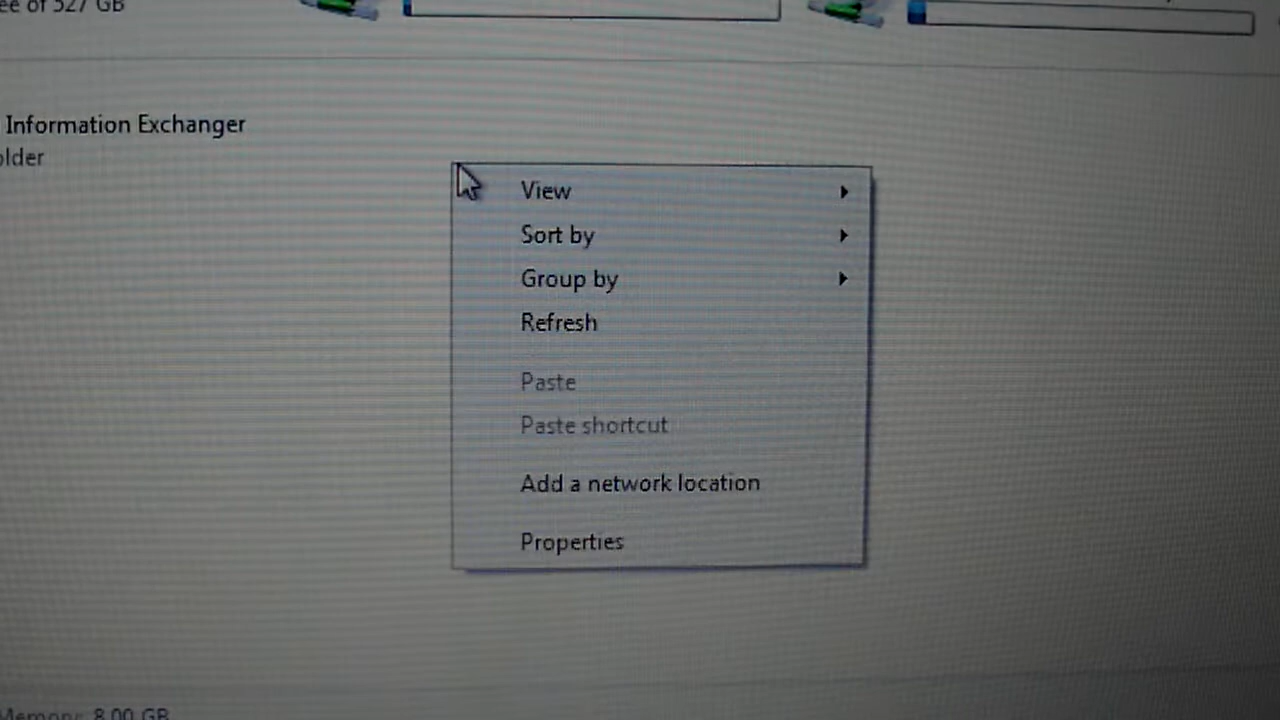 ee of 527 GB
Information Exchanger
older
View
Sort by
Group by
Refresh
Paste
Paste shortcut
Add a network location
Properties
Memory: 8.00 GB